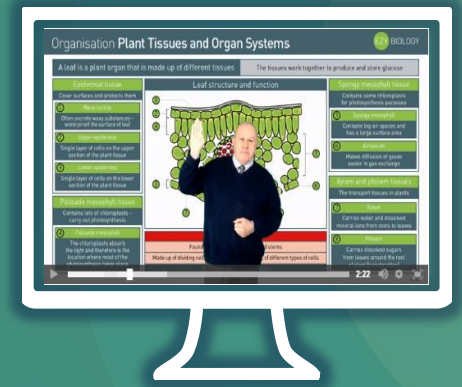 Organisation Plant Tissues and Organ Systems
EZY BIOLOGY
A leaf is a plant organ that is made up of different tissues
The tissues work together to produce and store glucose
Epidermal tissue
Cover surfaces and protects them
Waxy cuticle
Often secrete waxy substances –
waterproof the surface of leaf
Upper epidermis
Single layer of cells on the upper
section of the plant tissue
Lower epidermis
Single layer of cells on the lower
section of the plant tissue
Palisade mesophyll tissue
Contains lots of chloroplasts –
carry out photosynthesis
Palisade mesophyll
The chloroplasts absorb
the light and therefore is the
location where most of the
Leaf structure and function
Found
and stems
Made up of dividing
of different types of cells
Spongy mesophyll tissue
Contains some chloroplasts
for photosynthesis purposes
Spongy mesophyll
Contains big air spaces and
has a large surface area
Airspaces
Makes diffusion of gases
easier in gas exchange
Xylem and phloem tissues
The transport tissues in plants
Xylem
Carries water and dissolved
mineral ions from roots to leaves
Phloem
Carries dissolved sugars
from leaves around the rest
2:22